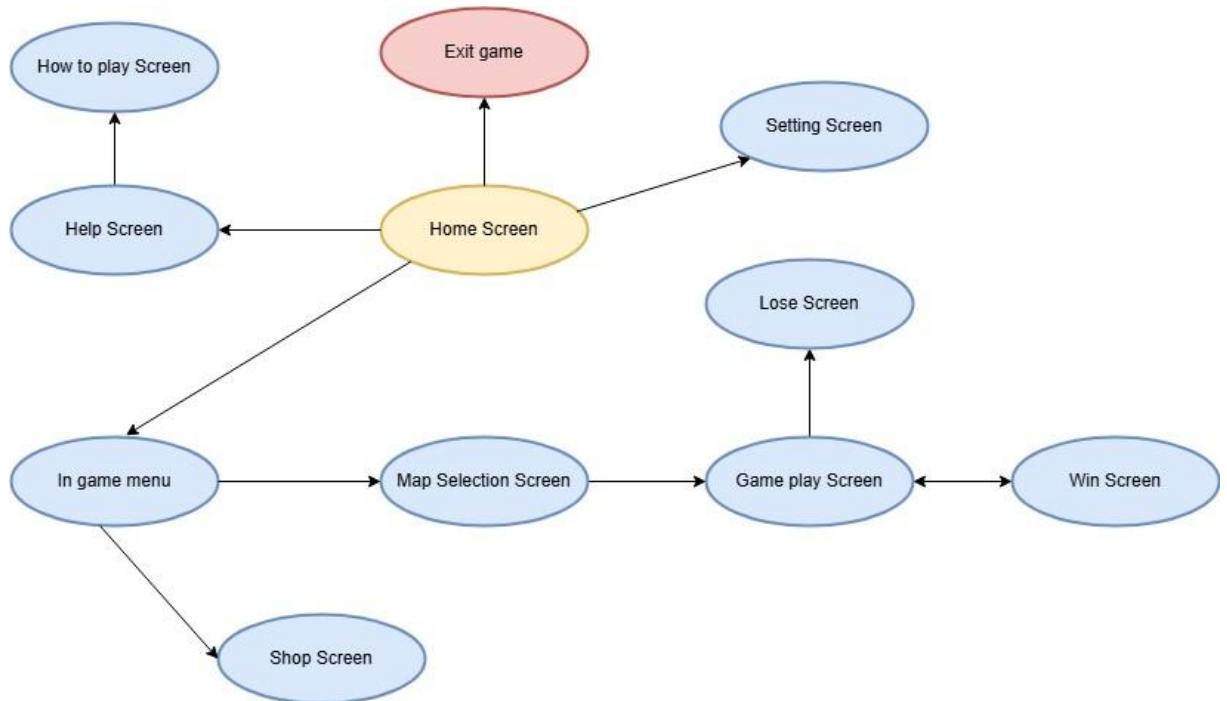 Exit game
How to play Screen
Setting Screen
Help Screen
Home Screen
Lose Screen
In game menu
Map Selection Screen
Game play Screen
Win Screen
Shop Screen